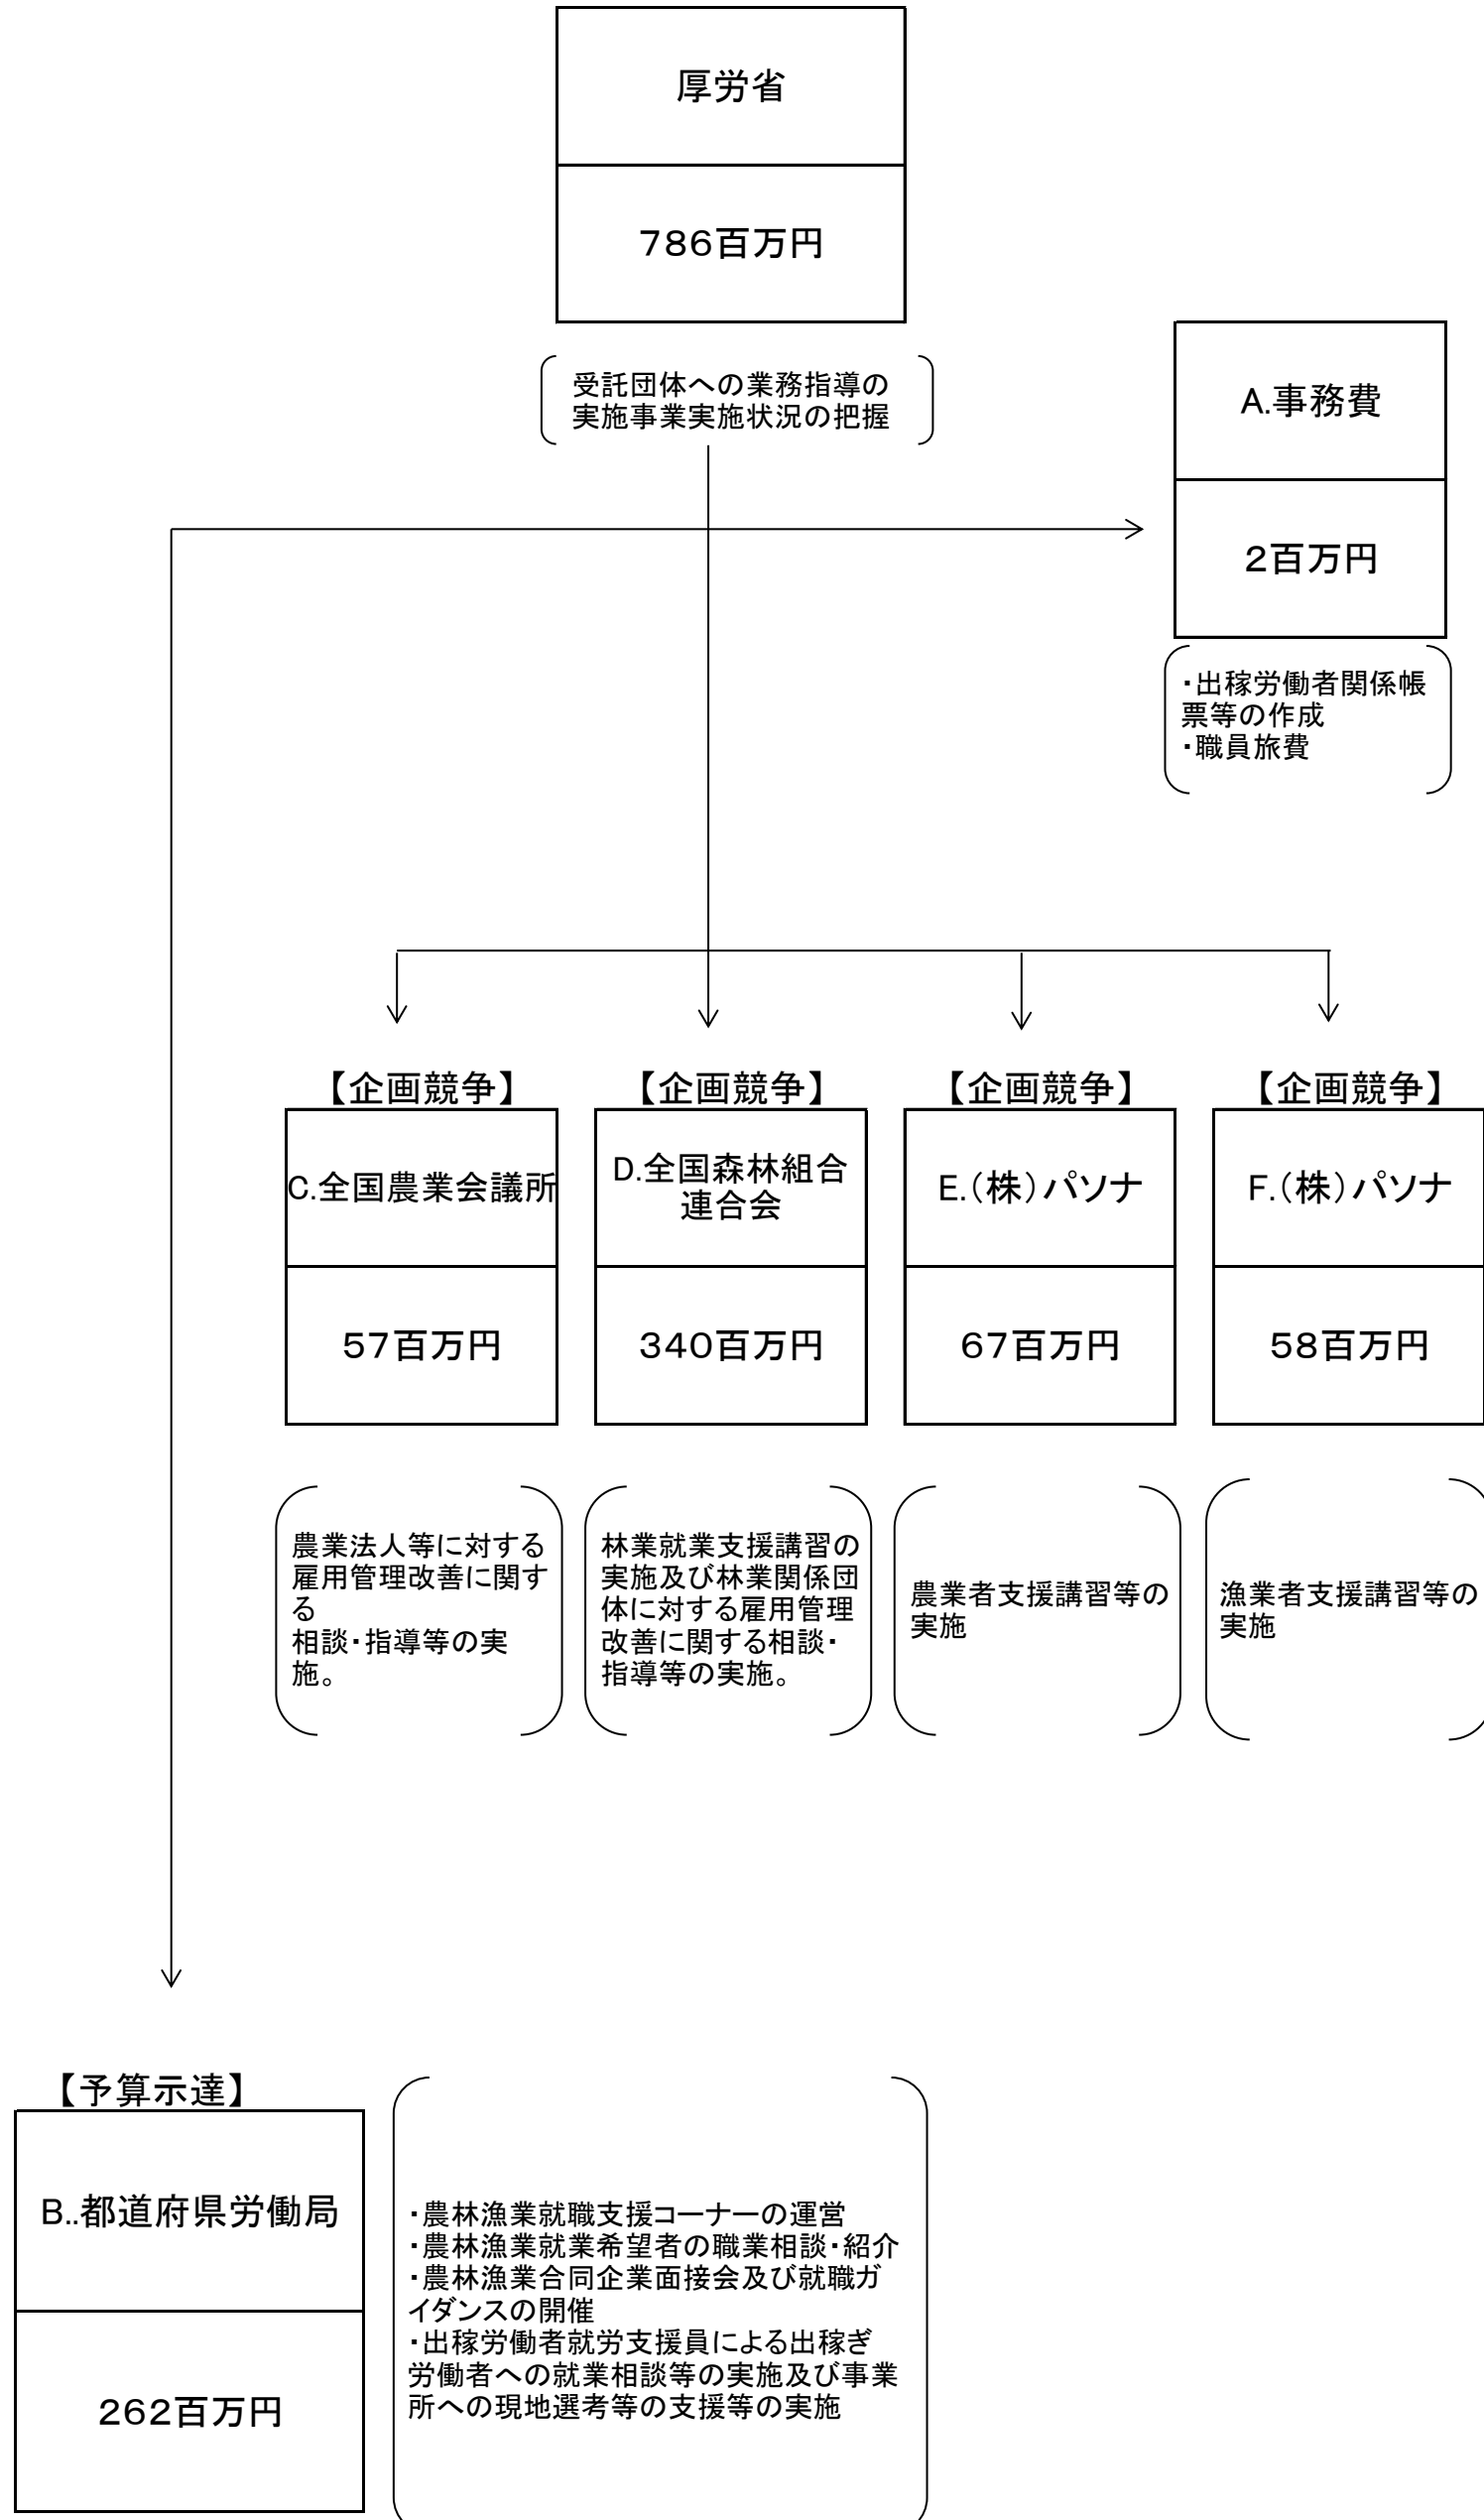 厚労省
786百万円
受託団体への業務指導の
実施事業実施状況の把握
A.事務費
2百万円
・出稼労働者関係帳
票等の作成
・職員旅費
【企画競争】
C.全国農業会議所
57百万円
農業法人等に対する
雇用管理改善に関す
る
相談・指導等の実
施。
【企画競争】
D.全国森林組合
連合会
340百万円
林業就業支援講習の
実施及び林業関係団
体に対する雇用管理
改善に関する相談・
指導等の実施。
【企画競争】
E.(株)パソナ
67百万円
農業者支援講習等の
実施
【企画競争】
F.(株)パソナ
58百万円
漁業者支援講習等の
実施
【予算示達】
B..都道府県労働局
262百万円
・農林漁業就職支援コーナーの運営
・農林漁業就業希望者の職業相談・紹介
・農林漁業合同企業面接会及び就職ガ
イダンスの開催
・出稼労働者就労支援員による出稼ぎ
労働者への就業相談等の実施及び事業
所への現地選考等の支援等の実施